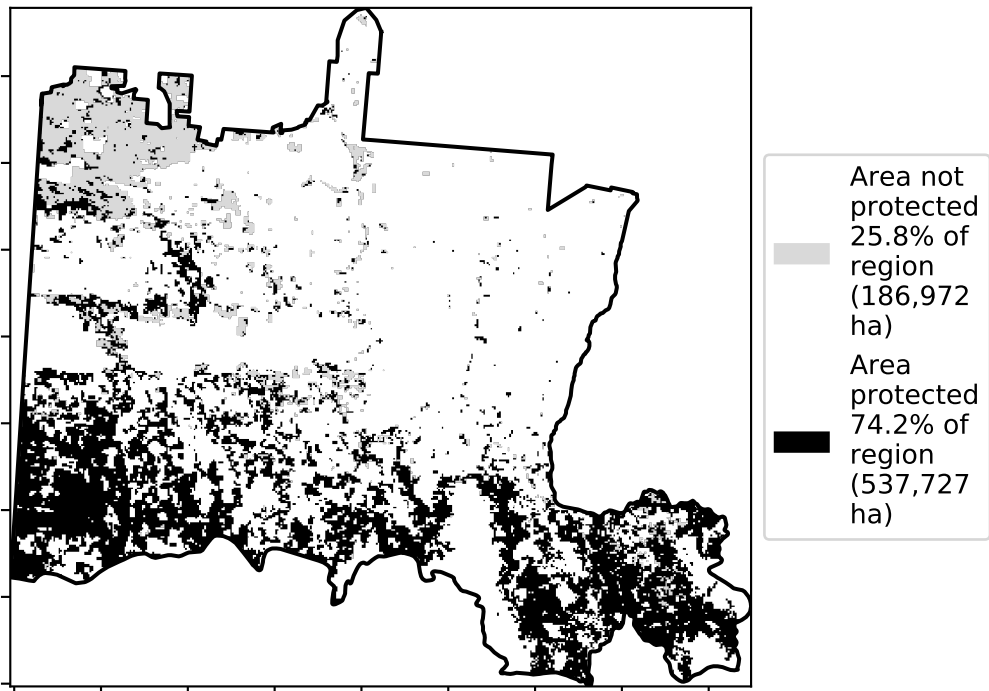 Area not
protected
25.8% of
region
(186,972
ha)
Area
protected
74.2% of
region
(537,727
ha)